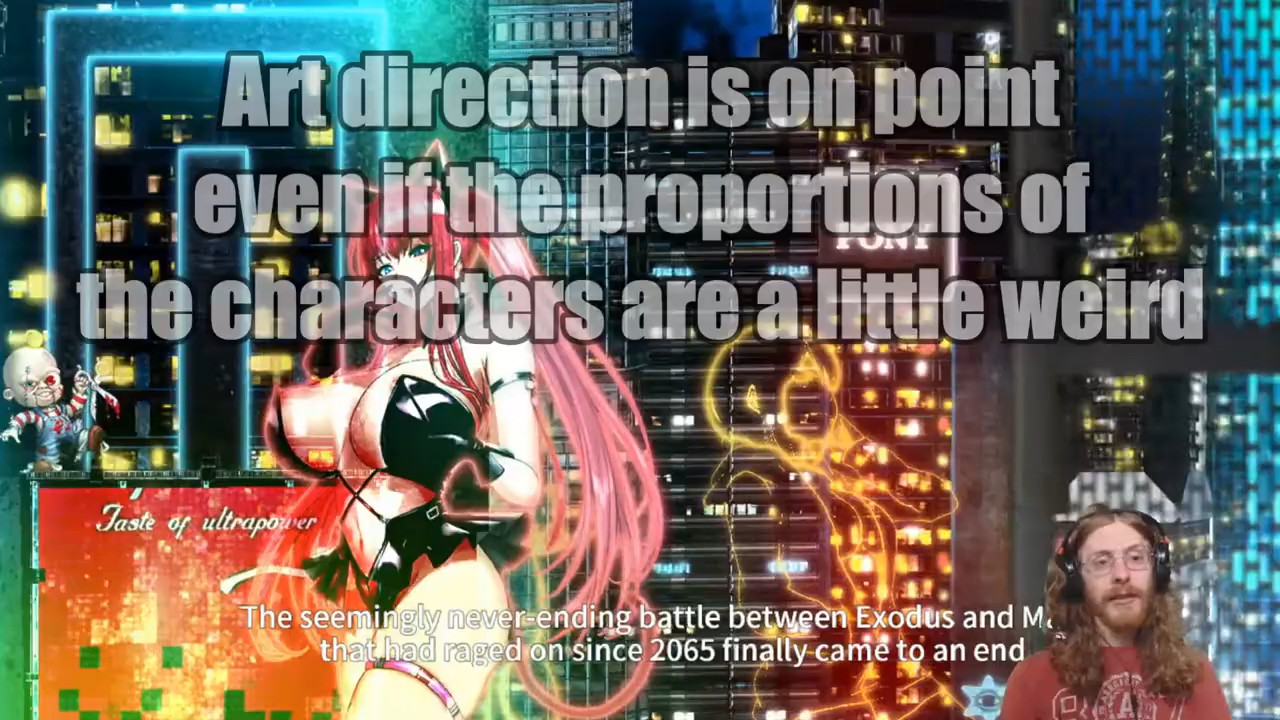 Art direction is on point
even if the proportions of
the characters are a little weird
PONY
Taste of ultrapower
The seemingly never-ending battle between Exodus and
that had raged on since 2065 finally came to an end